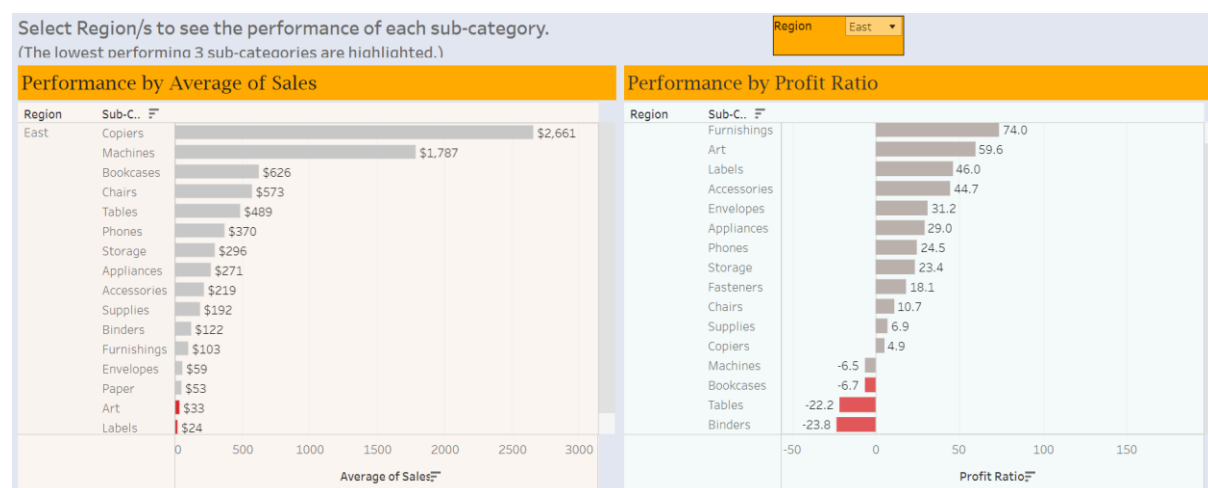 Select Region/s to see the performance of each sub-category.
(The lowest performing 3 sub-categories are highlighted.)
Region East
Performance by Average of Sales
Region Sub-C..
East Copiers $2,661
Machines $1,787
Bookcases $626
Chairs $573
Tables $489
Phones $370
Storage $296
Appliances $271
Accessories $219
Supplies $192
Binders $122
Furnishings $103
Envelopes $59
Paper $53
Art $33
Labels $24
0 500 1000 1500 2000 2500 3000
Average of Sales
Performance by Profit Ratio
Region Sub-C..
Furnishings 74.0
Art 59.6
Labels 46.0
Accessories 44.7
Envelopes 31.2
Appliances 29.0
Phones 24.5
Storage 23.4
Fasteners 18.1
Chairs 10.7
Supplies 6.9
Copiers 4.9
Machines -6.5
Bookcases -6.7
Tables -22.2
Binders -23.8
-50 0 50 100 150
Profit Ratio